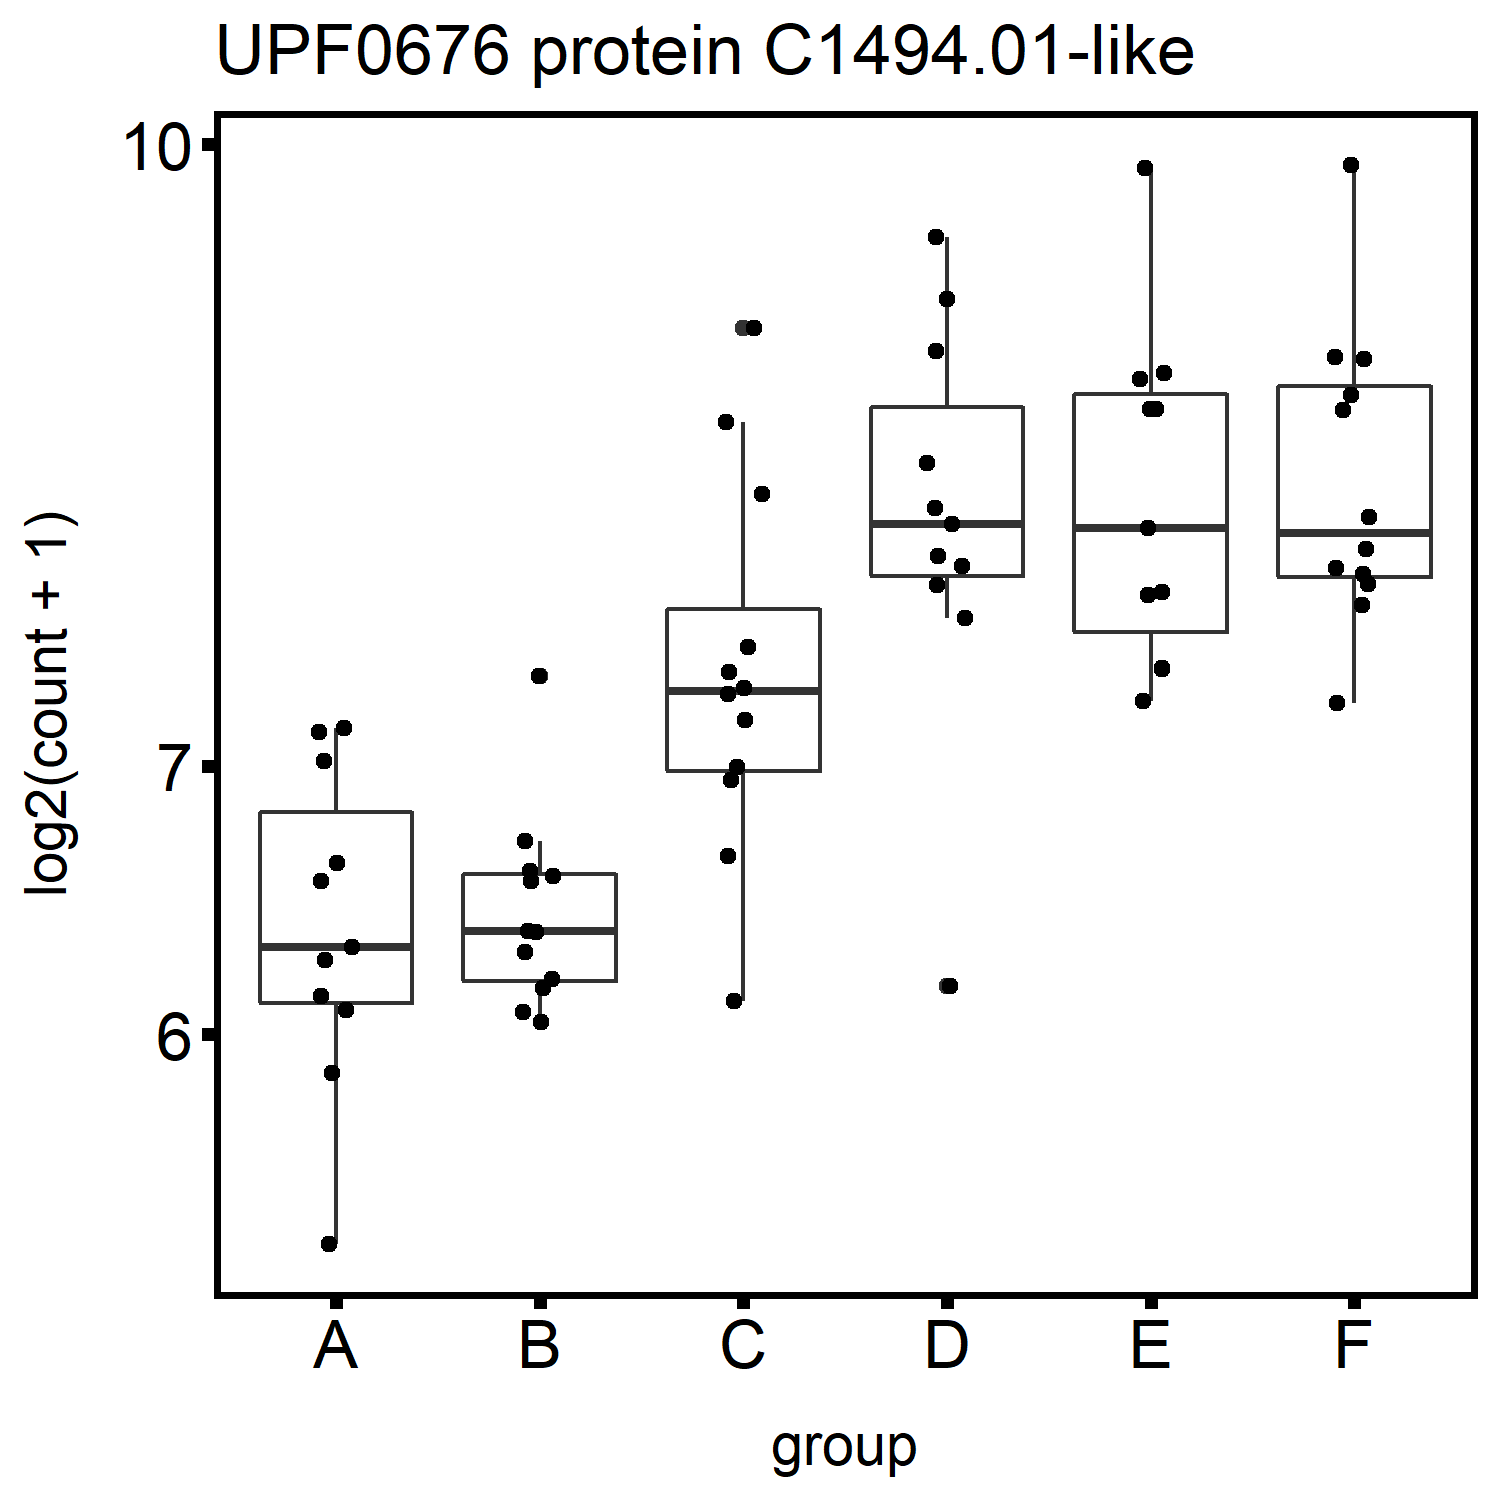 UPF0676 protein C1494.01-like
10
7
6
log2(count + 1)
A B C D E F
group